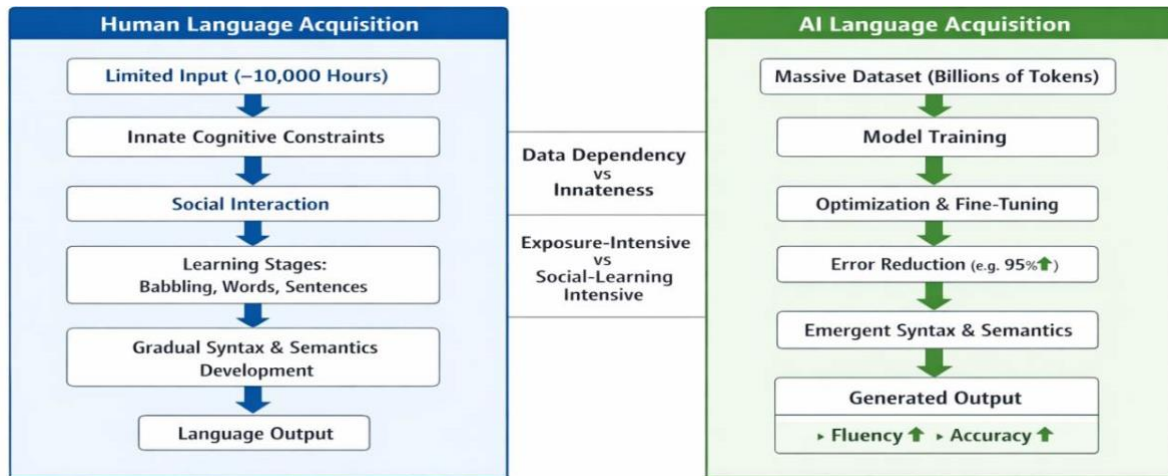 Human Language Acquisition
Limited Input (~10,000 Hours)
Innate Cognitive Constraints
Social Interaction
Learning Stages:
Babbling, Words, Sentences
Gradual Syntax & Semantics
Development
Language Output
Data Dependency
vs
Innateness
Exposure-Intensive
vs
Social-Learning
Intensive
AI Language Acquisition
Massive Dataset (Billions of Tokens)
Model Training
Optimization & Fine-Tuning
Error Reduction (e.g. 95%⬆)
Emergent Syntax & Semantics
Generated Output
▸ Fluency ⬆ ▸ Accuracy ⬆